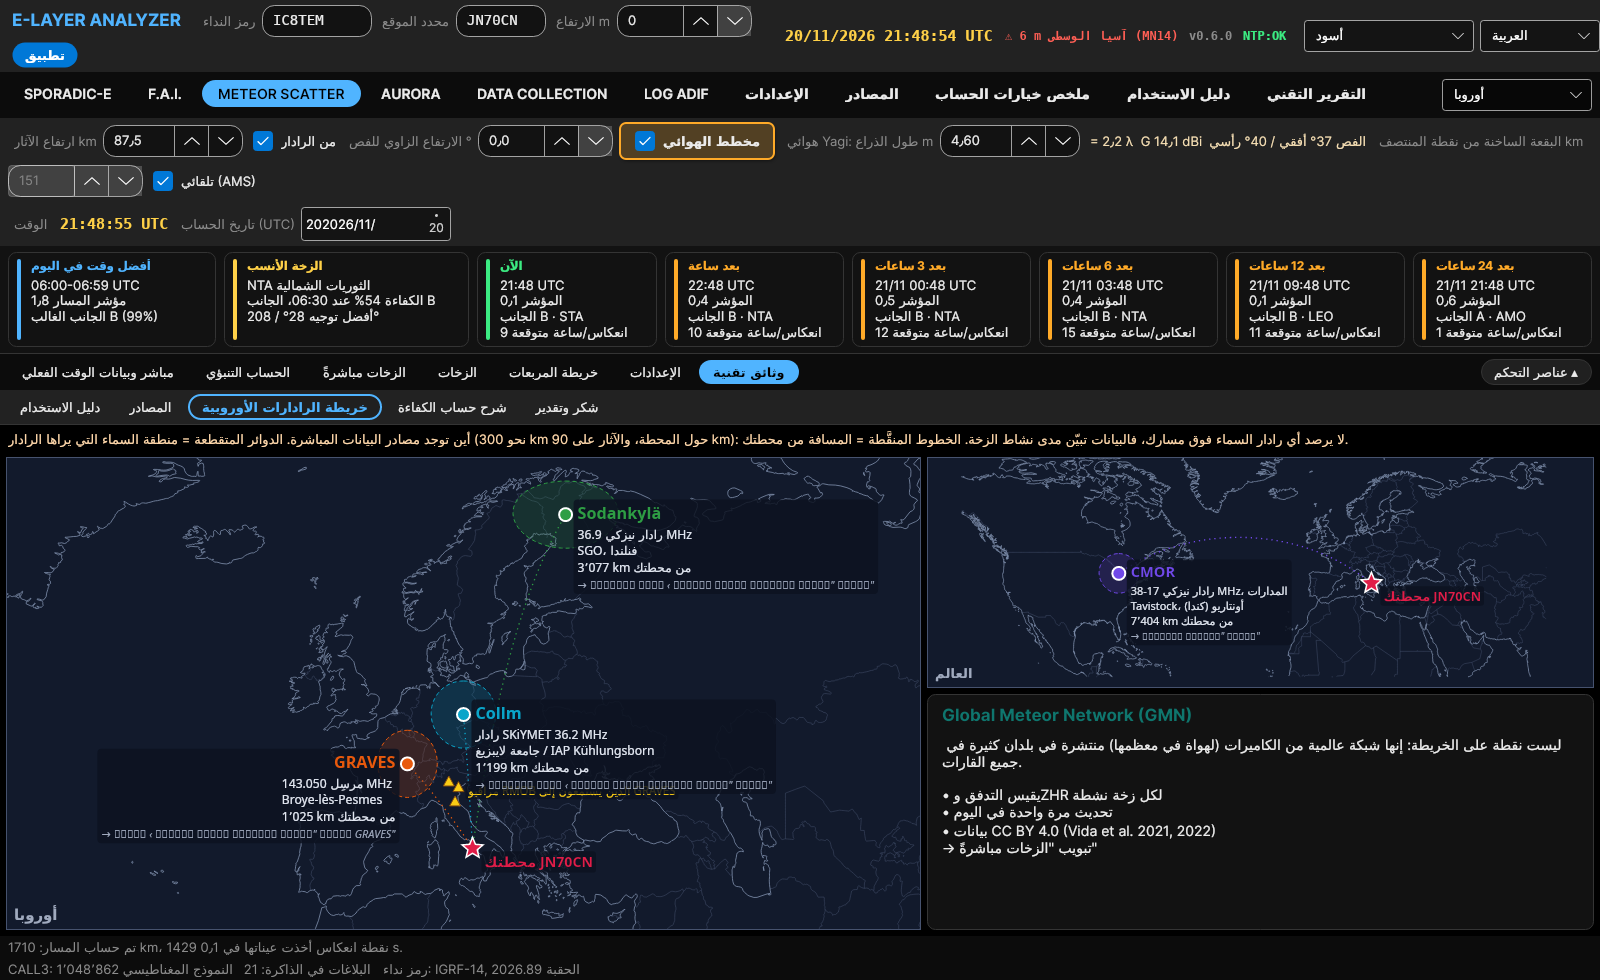 E-LAYER ANALYZER رمز النداء IC8TEM محدد الموقع JN70CN الارتفاع m 0
20/11/2026 21:48:54 UTC ⚠ 6 m آسيا الوسطى (MN14) v0.6.0 NTP:OK أسود العربية
تطبيق
SPORADIC-E F.A.I. METEOR SCATTER AURORA DATA COLLECTION LOG ADIF الإعدادات المصادر ملخص خيارات الحساب دليل الاستخدام التقرير التقني أوروبا
ارتفاع الآثار km 87٫5 من الرادار الارتفاع الزاوي للفص ° 0٫0 مخطط الهوائي هوائي Yagi: طول الذراع m 4٫60 = 2٫2 λ G 14٫1 dBi الفص 37° أفقي / 40° رأسي البقعة الساخنة من نقطة المنتصف km
151 تلقائي (AMS)
الوقت 21:48:55 UTC تاريخ الحساب (UTC) 202026/11/ 20
أفضل وقت في اليوم
06:00-06:59 UTC
مؤشر المسار 1٫8
الجانب الغالب B (99%)
الزخة الأنسب
NTA الثوريات الشمالية
الكفاءة 54% عند 06:30، الجانب B
أفضل توجيه 28° / 208°
الآن
21:48 UTC
المؤشر 0٫1
الجانب B · STA
انعكاس/ساعة متوقعة 9
بعد ساعة
22:48 UTC
المؤشر 0٫4
الجانب B · NTA
انعكاس/ساعة متوقعة 10
بعد 3 ساعات
21/11 00:48 UTC
المؤشر 0٫5
الجانب B · NTA
انعكاس/ساعة متوقعة 12
بعد 6 ساعات
21/11 03:48 UTC
المؤشر 0٫4
الجانب B · NTA
انعكاس/ساعة متوقعة 15
بعد 12 ساعات
21/11 09:48 UTC
المؤشر 0٫1
الجانب B · LEO
انعكاس/ساعة متوقعة 11
بعد 24 ساعات
21/11 21:48 UTC
المؤشر 0٫6
الجانب A · AMO
انعكاس/ساعة متوقعة 1
مباشر وبيانات الوقت الفعلي الحساب التنبؤي الزخات مباشرةً الزخات خريطة المربعات الإعدادات وثائق تقنية عناصر التحكم ▴
دليل الاستخدام المصادر خريطة الرادارات الأوروبية شرح حساب الكفاءة شكر وتقدير
أين توجد مصادر البيانات المباشرة. الدوائر المتقطعة = منطقة السماء التي يراها الرادار (نحو 300 km حول المحطة، والآثار على 90 km): لا يرصد أي رادار السماء فوق مسارك، فالبيانات تبيّن مدى نشاط الزخة. الخطوط المنقَّطة = المسافة من محطتك.
Sodankylä
رادار نيزكي 36.9 MHz
SGO، فنلندا
3’077 km من محطتك
Collm
رادار SKiYMET 36.2 MHz
جامعة لايبزيغ / IAP Kühlungsborn
1’199 km من محطتك
GRAVES
مرسِل 143.050 MHz
Broye-lès-Pesmes
1’025 km من محطتك
GRAVES"
محطتك JN70CN
أوروبا
CMOR
رادار نيزكي 17-38 MHz، المدارات
Tavistock، أونتاريو (كندا)
7’404 km من محطتك
محطتك JN70CN
العالم
Global Meteor Network (GMN)
ليست نقطة على الخريطة: إنها شبكة عالمية من الكاميرات (لهواة في معظمها) منتشرة في بلدان كثيرة في
جميع القارات.
• يقيس التدفق و ZHR لكل زخة نشطة
• تحديث مرة واحدة في اليوم
• بيانات CC BY 4.0 (Vida et al. 2021, 2022)
→ تبويب "الزخات مباشرةً"
تم حساب المسار: 1710 km، 1429 نقطة انعكاس أخذت عيناتها في 0٫1 s.
CALL3: 1’048’862 رمز نداء البلاغات في الذاكرة: 21 النموذج المغناطيسي: IGRF-14, الحقبة 2026.89